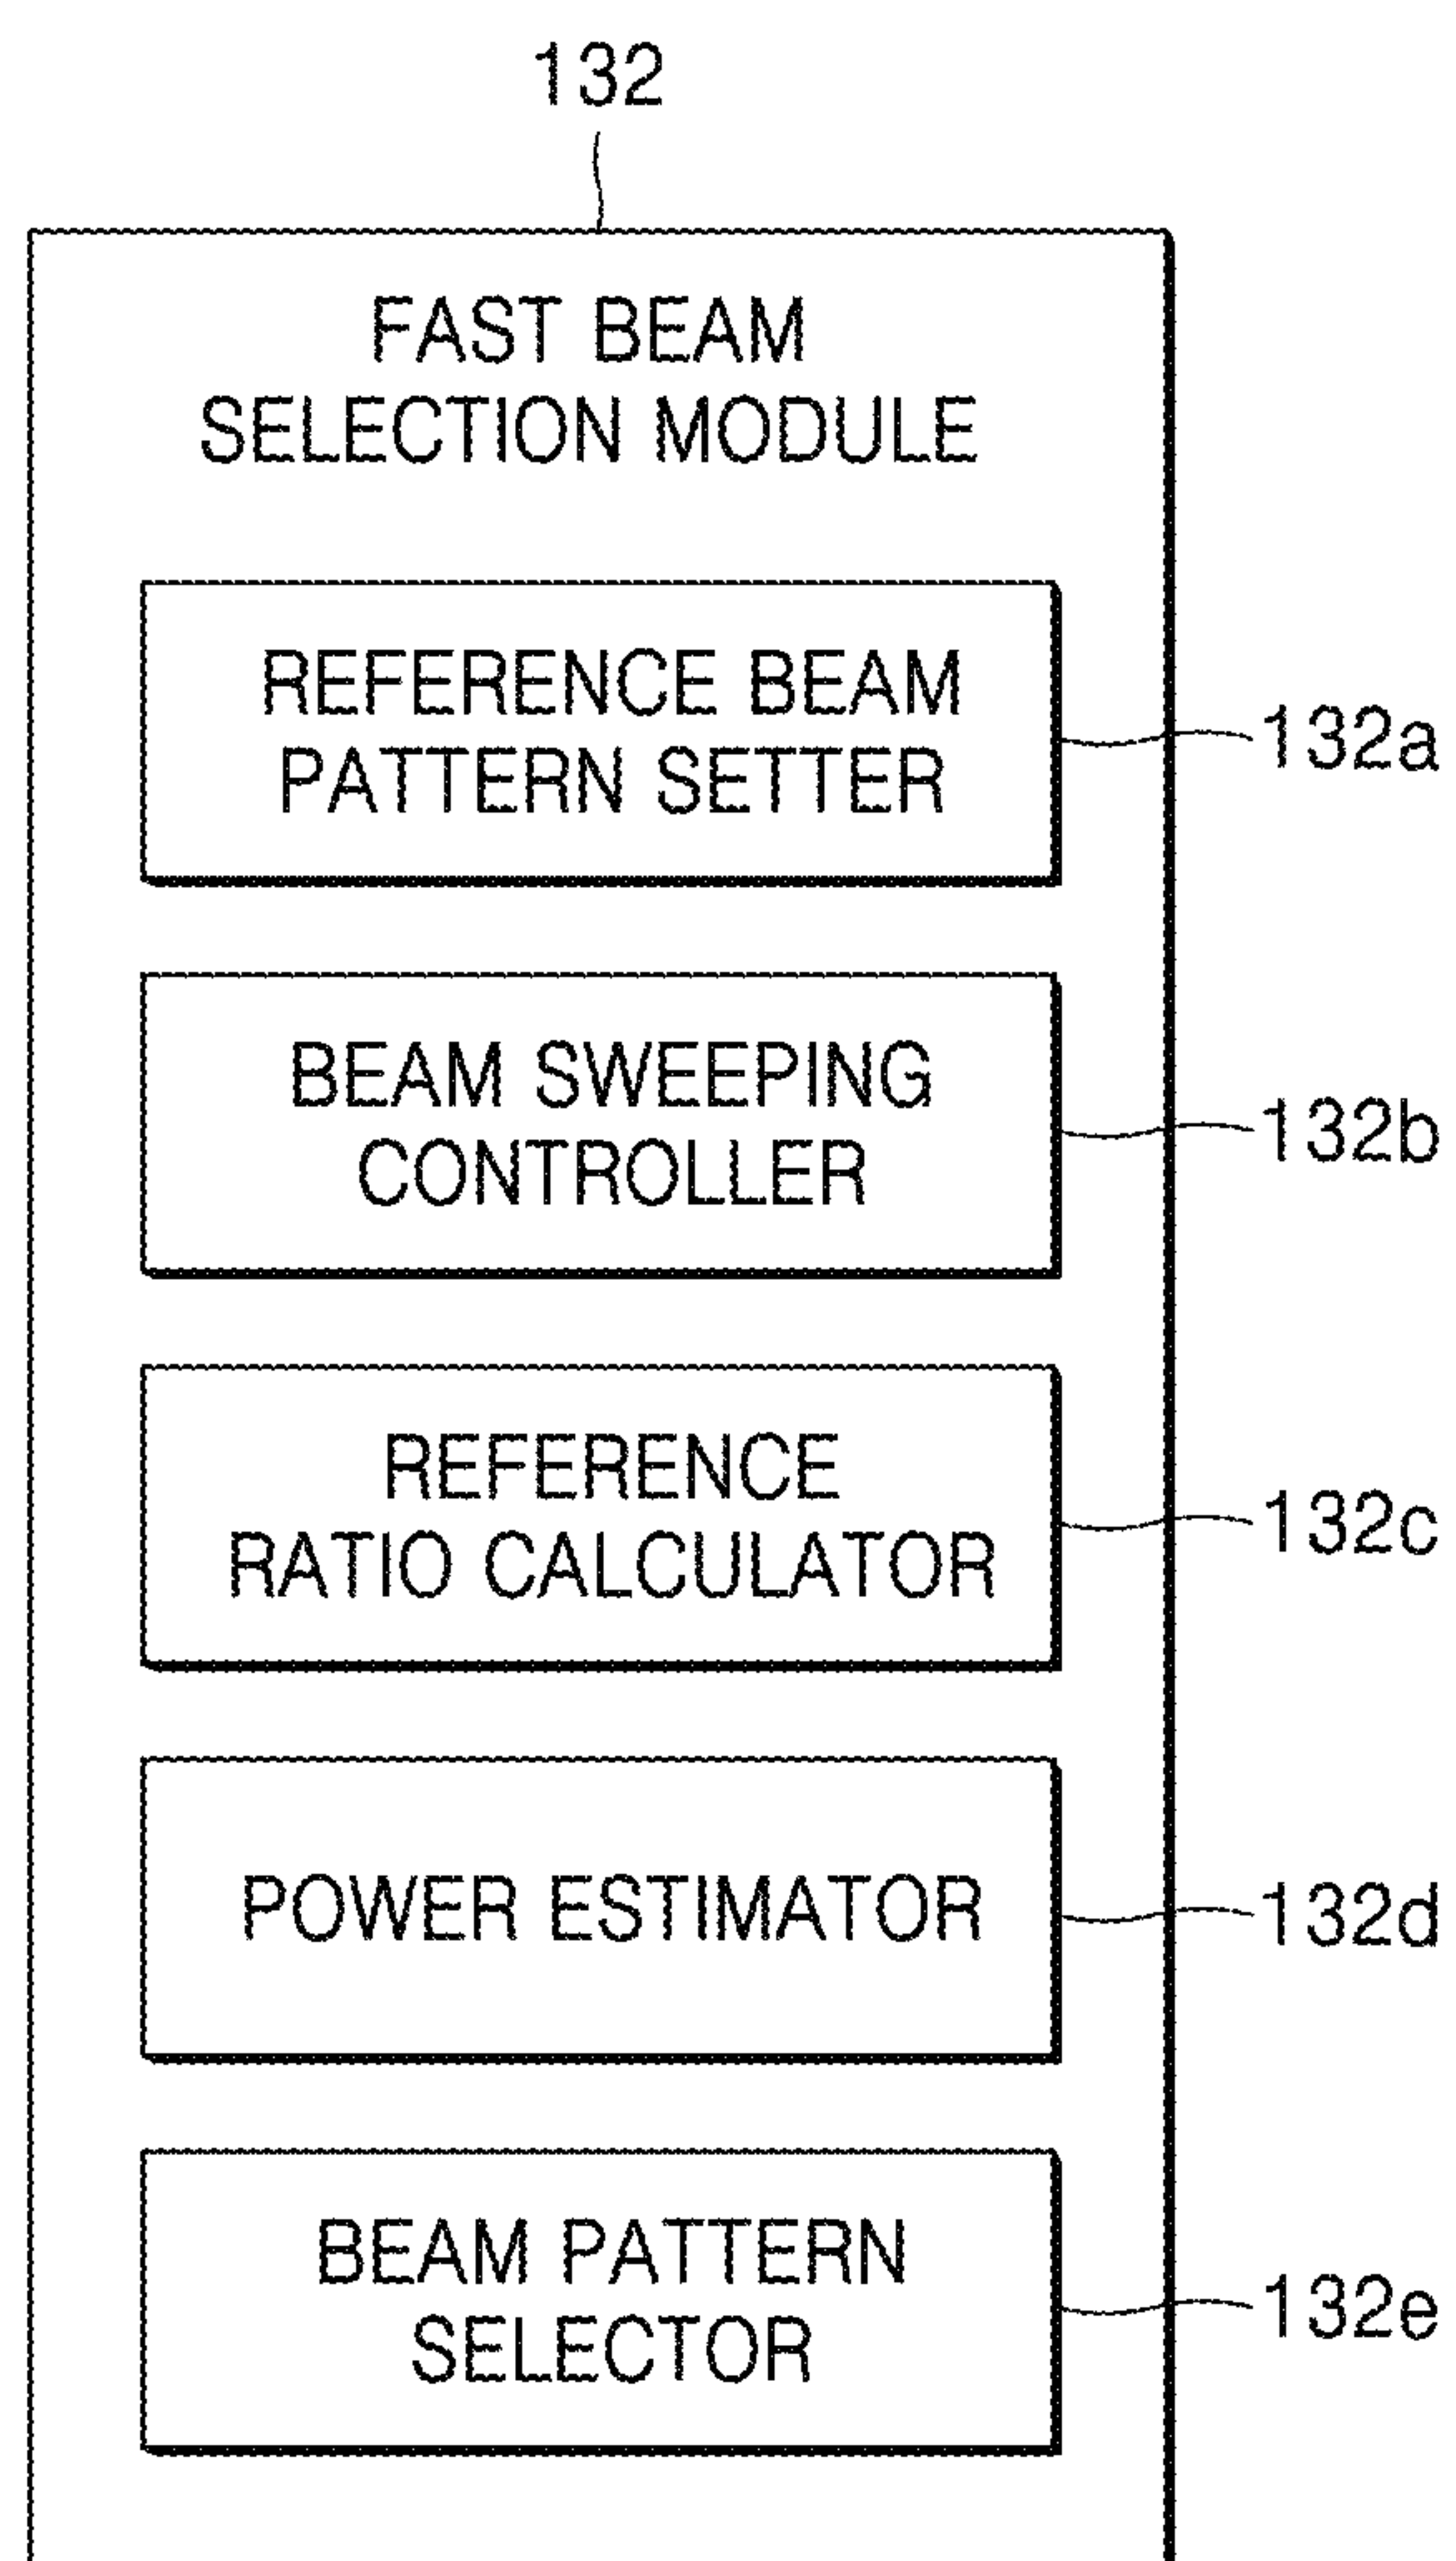 132
FAST BEAM
SELECTION MODULE
REFERENCE BEAM
PATTERN SETTER
132a
BEAM SWEEPING
CONTROLLER
132b
REFERENCE
RATIO CALCULATOR
132c
POWER ESTIMATOR
132d
BEAM PATTERN
SELECTOR
132e